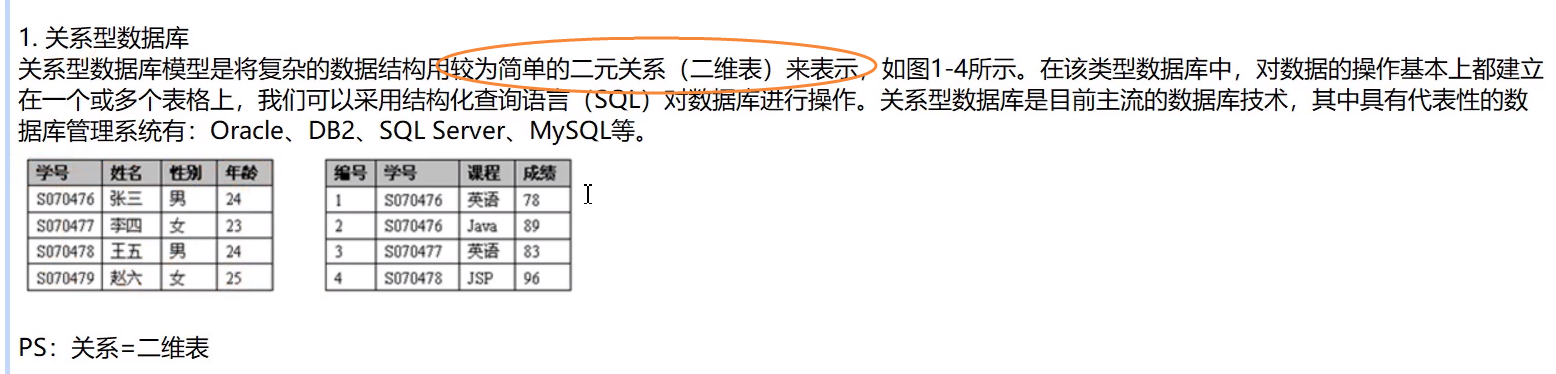 1. 关系型数据库
关系型数据库模型是将复杂的数据结构用较为简单的二元关系（二维表）来表示，如图1-4所示。在该类型数据库中，对数据的操作基本上都建立
在一个或多个表格上，我们可以采用结构化查询语言（SQL）对数据库进行操作。关系型数据库是目前主流的数据库技术，其中具有代表性的数
据库管理系统有：Oracle、DB2、SQL Server、MySQL等。
学号 姓名 性别 年龄
S070476 张三 男 24
S070477 李四 女 23
S070478 王五 男 24
S070479 赵六 女 25
编号 学号 课程 成绩
1 S070476 英语 78
2 S070476 Java 89
3 S070477 英语 83
4 S070478 JSP 96
PS：关系=二维表